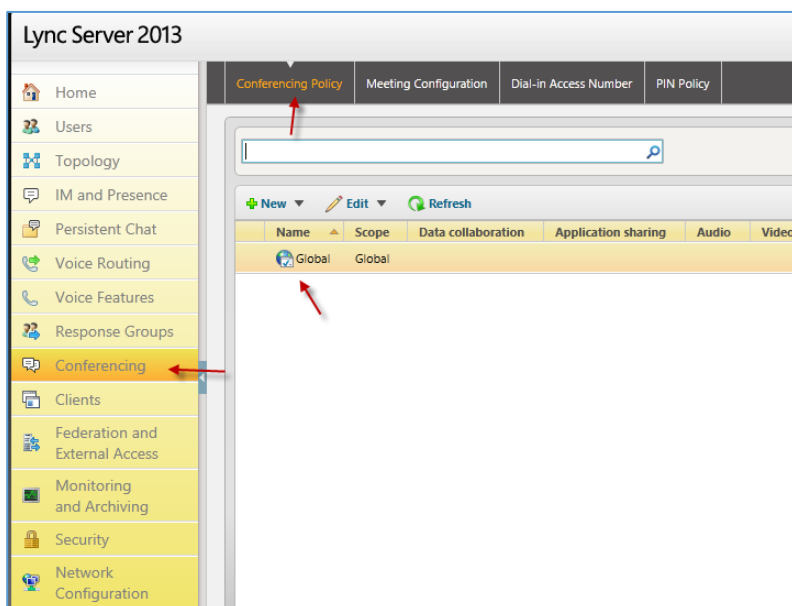 Lync Server 2013
Home
Users
Topology
IM and Presence
Persistent Chat
Voice Routing
Voice Features
Response Groups
Conferencing
Clients
Federation and
External Access
Monitoring
and Archiving
Security
Network
Configuration
Conferencing Policy Meeting Configuration Dial-in Access Number PIN Policy
New Edit Refresh
Name Scope Data collaboration Application sharing Audio Video
Global Global